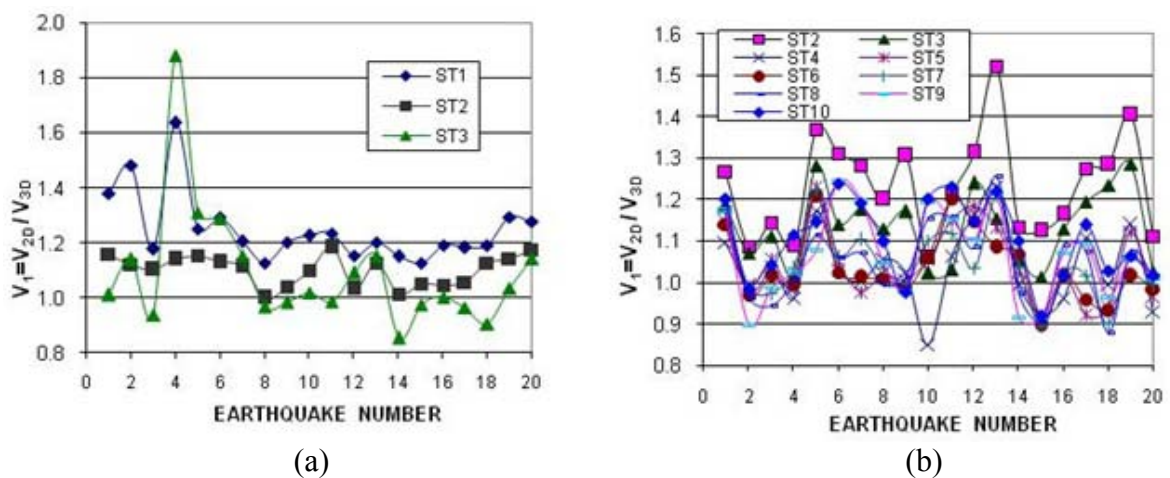 2.0
1.8
1.6
1.4
1.2
1.0
0.8
V₁=V₂D / V₃D
ST1
ST2
ST3
0 2 4 6 8 10 12 14 16 18 20
EARTHQUAKE NUMBER
(a)
1.6
1.5
1.4
1.3
1.2
1.1
1.0
0.9
0.8
V₁=V₂D / V₃D
ST2 ST3
ST4 ST5
ST6 ST7
ST8 ST9
ST10
0 2 4 6 8 10 12 14 16 18 20
EARTHQUAKE NUMBER
(b)